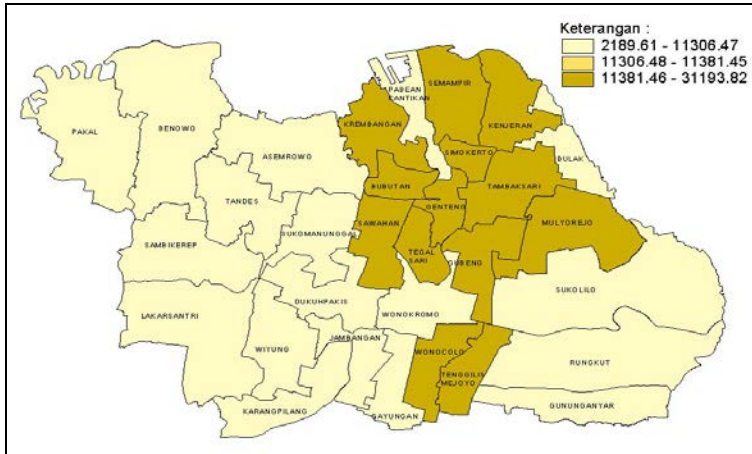 Keterangan :
2189.61 - 11306.47
11306.48 - 11381.45
11381.46 - 31193.82
PABEAN
KANTIKAN
SEMAMPIR
KREMBANGAN
KENJERAN
PAKAL
BENOWO
ASEMROWO
SIMOKERTO
BULAK
BUBUTAN
TAMBAKSARI
TANDES
GENTENG
SAWAHAN
MULYOREJO
SUKOMANUNGGAL
SAMBIKEREP
TEGAL
SARI
GUBENG
SUKOLILO
DUKUHPAKIS
LAKARSANTRI
WONOKROMO
JAMBANGAN
WIYUNG
WONOCOLO
RUNGKUT
TENGGILIS
MEJOYO
KARANGPILANG
GAYUNGAN
GUNUNGANYAR